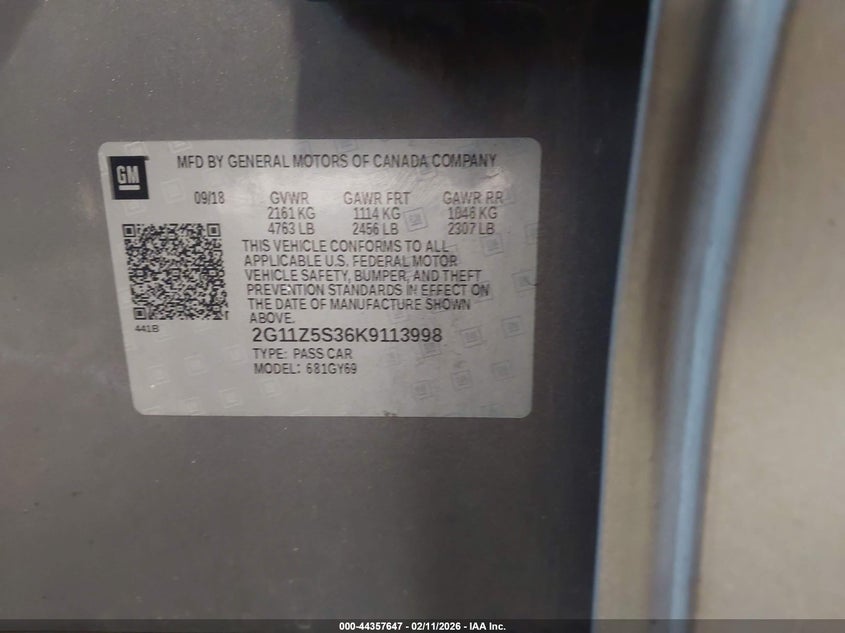 GM
MFD BY GENERAL MOTORS OF CANADA COMPANY
09/18 GVWR GAWR FRT GAWR RR
2161 KG 1114 KG 1046 KG
4763 LB 2456 LB 2307 LB
THIS VEHICLE CONFORMS TO ALL
APPLICABLE U.S. FEDERAL MOTOR
VEHICLE SAFETY, BUMPER, AND THEFT
PREVENTION STANDARDS IN EFFECT ON
THE DATE OF MANUFACTURE SHOWN
ABOVE.
441B
2G11Z5S36K9113998
TYPE: PASS CAR
MODEL: 681GY69
000-44357647 - 02/11/2026 - IAA Inc.